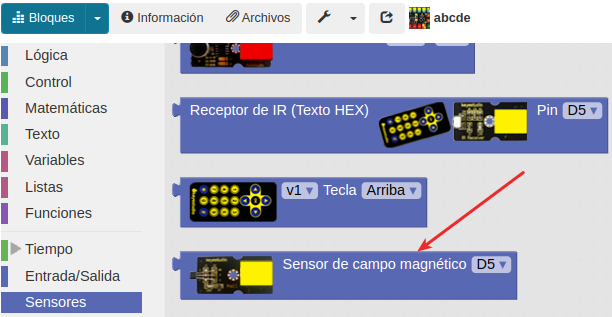 Bloques Información Archivos abcde
Lógica
Control
Matemáticas
Texto
Variables
Listas
Funciones
Tiempo
Entrada/Salida
Sensores
Receptor de IR (Texto HEX) Pin D5
v1 Tecla Arriba
Sensor de campo magnético D5